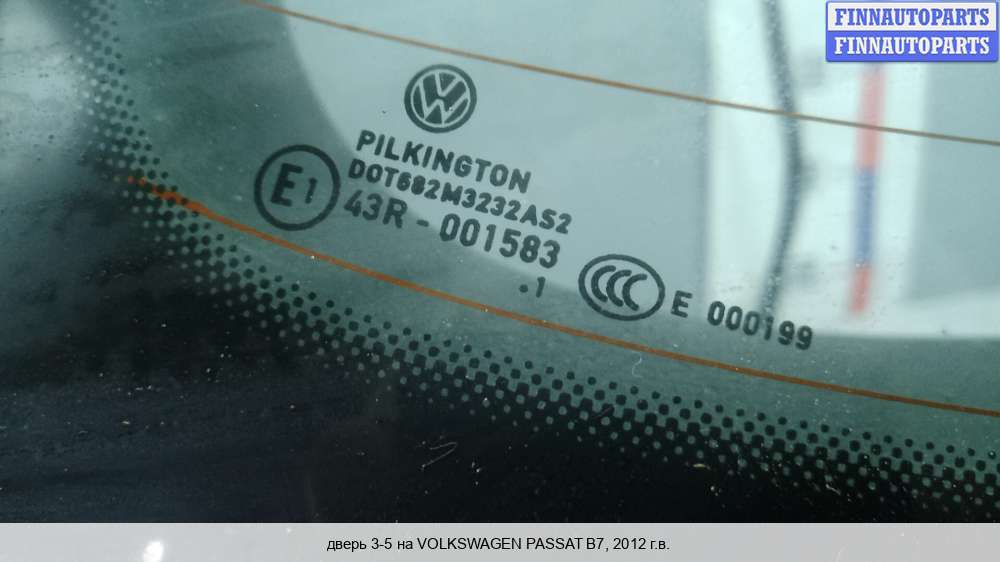 FINNAUTOPARTS
FINNAUTOPARTS
PILKINGTON
DOT682M3232AS2
E1 43R - 001583
.1
CCC E 000199
дверь 3-5 на VOLKSWAGEN PASSAT B7, 2012 г.в.